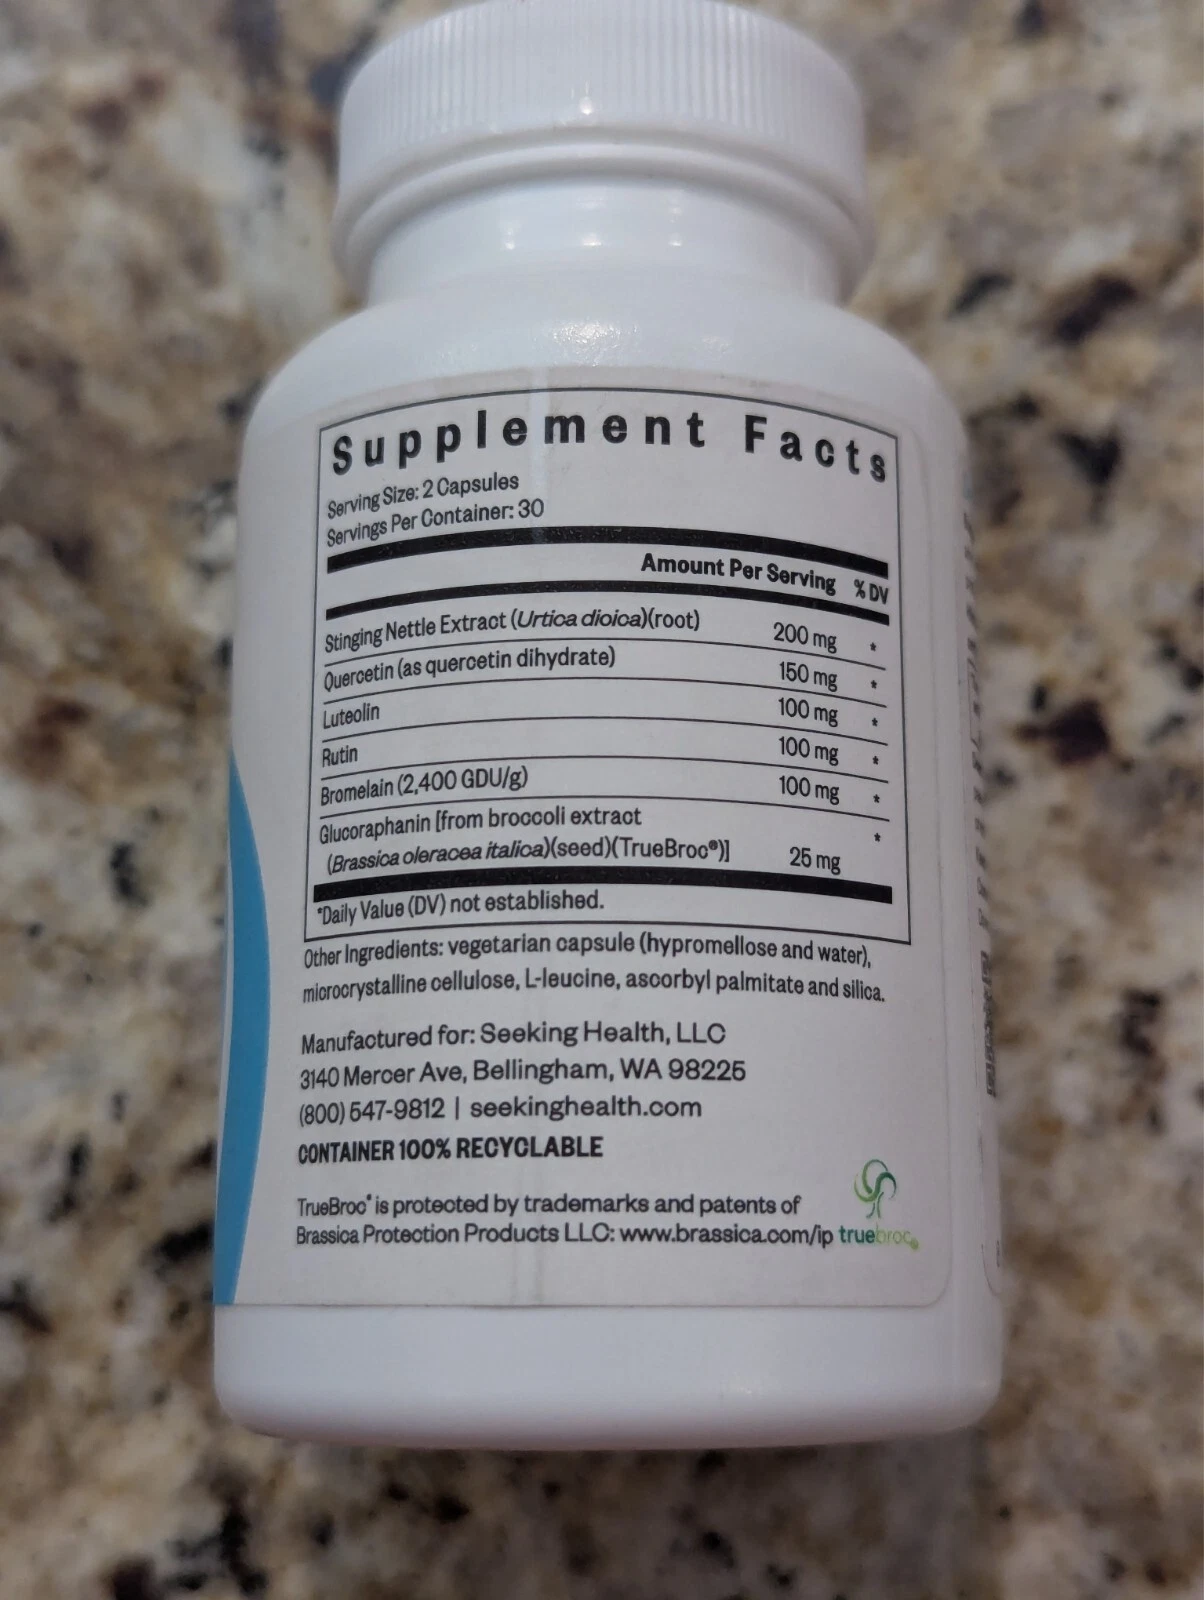 Supplement Facts
Serving Size: 2 Capsules
Servings Per Container: 30
Amount Per Serving % DV
Stinging Nettle Extract (Urtica dioica)(root) 200 mg *
Quercetin (as quercetin dihydrate) 150 mg *
Luteolin 100 mg *
Rutin 100 mg *
Bromelain (2,400 GDU/g) 100 mg *
Glucoraphanin [from broccoli extract *
(Brassica oleracea italica)(seed)(TrueBroc®)] 25 mg
*Daily Value (DV) not established.
Other Ingredients: vegetarian capsule (hypromellose and water),
microcrystalline cellulose, L-leucine, ascorbyl palmitate and silica.
Manufactured for: Seeking Health, LLC
3140 Mercer Ave, Bellingham, WA 98225
(800) 547-9812 | seekinghealth.com
CONTAINER 100% RECYCLABLE
TrueBroc® is protected by trademarks and patents of
Brassica Protection Products LLC: www.brassica.com/ip truebroc®